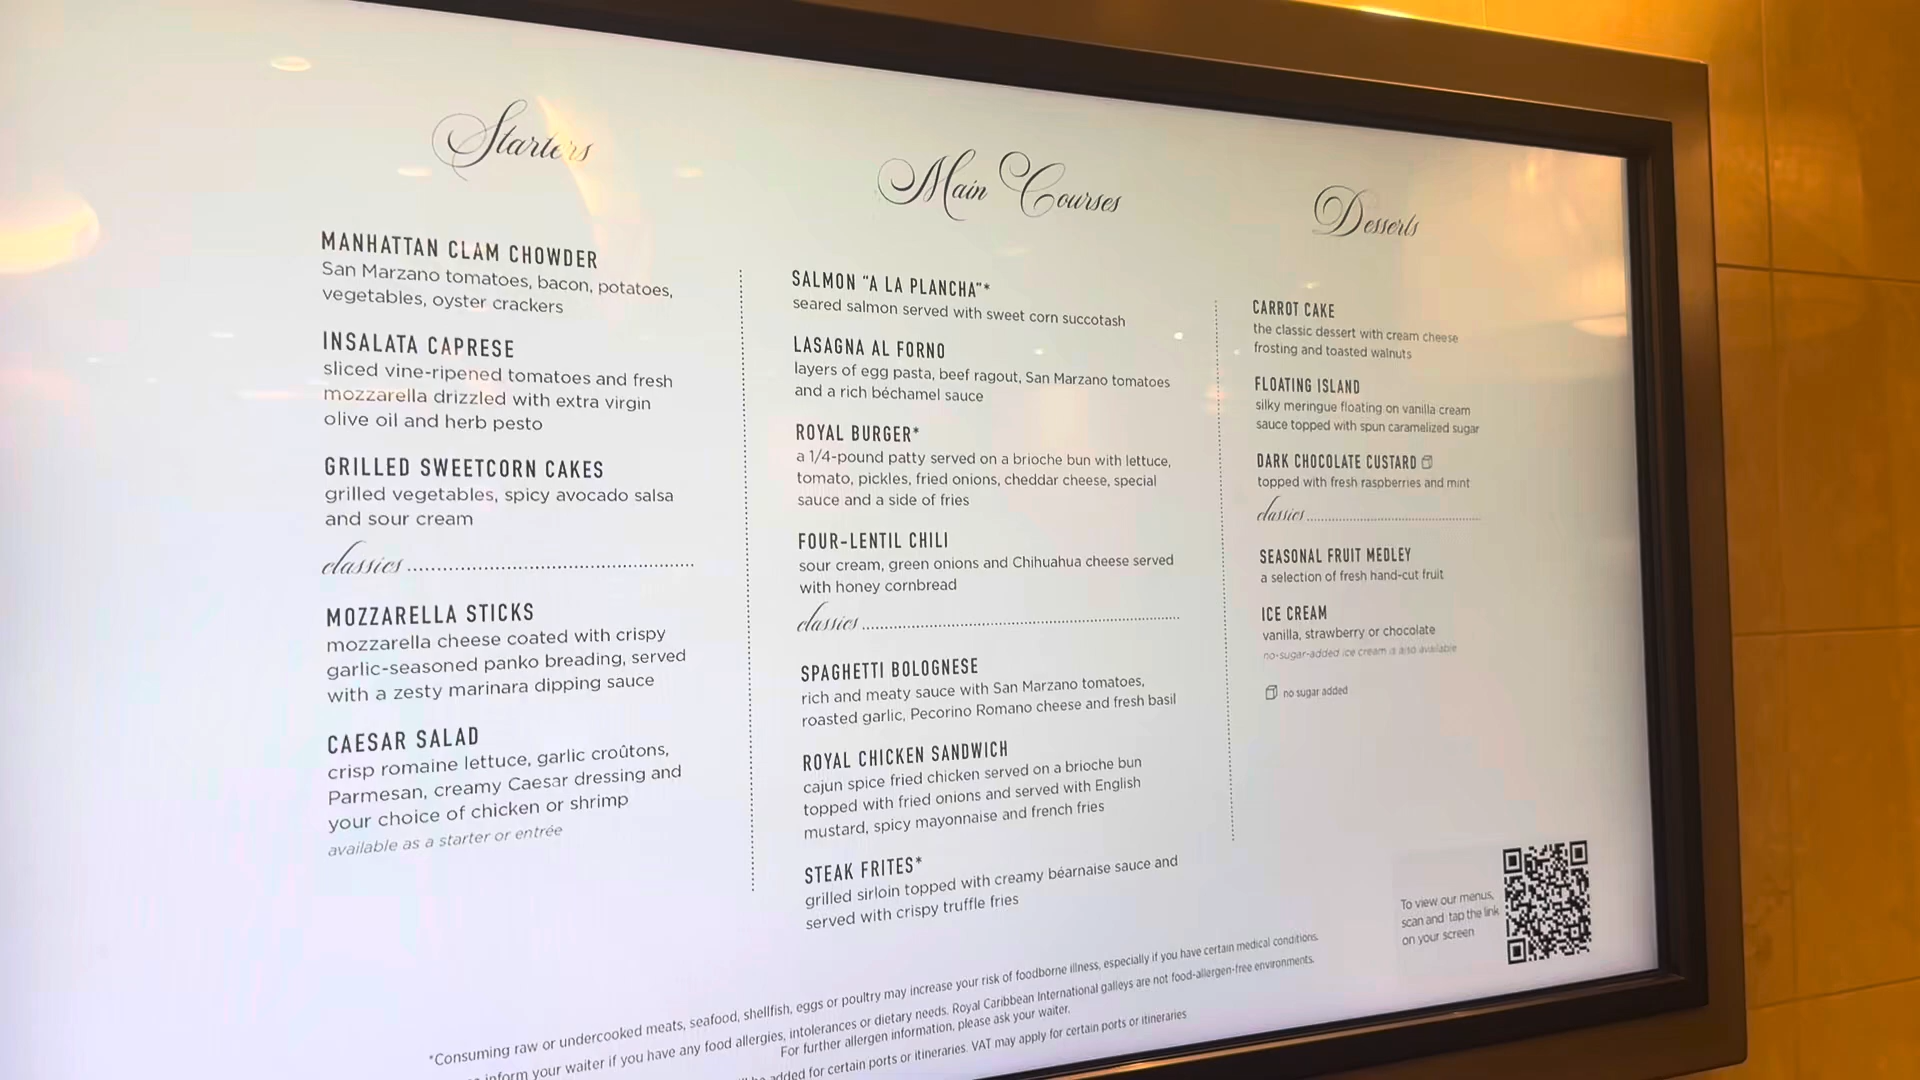 Starters
MANHATTAN CLAM CHOWDER
San Marzano tomatoes, bacon, potatoes,
vegetables, oyster crackers
INSALATA CAPRESE
sliced vine-ripened tomatoes and fresh
mozzarella drizzled with extra virgin
olive oil and herb pesto
GRILLED SWEETCORN CAKES
grilled vegetables, spicy avocado salsa
and sour cream
classics
MOZZARELLA STICKS
mozzarella cheese coated with crispy
garlic-seasoned panko breading, served
with a zesty marinara dipping sauce
CAESAR SALAD
crisp romaine lettuce, garlic croûtons,
Parmesan, creamy Caesar dressing and
your choice of chicken or shrimp
available as a starter or entrée
Main Courses
SALMON "A LA PLANCHA"*
seared salmon served with sweet corn succotash
LASAGNA AL FORNO
layers of egg pasta, beef ragout, San Marzano tomatoes
and a rich béchamel sauce
ROYAL BURGER*
a 1/4-pound patty served on a brioche bun with lettuce,
tomato, pickles, fried onions, cheddar cheese, special
sauce and a side of fries
FOUR-LENTIL CHILI
sour cream, green onions and Chihuahua cheese served
with honey cornbread
classics
SPAGHETTI BOLOGNESE
rich and meaty sauce with San Marzano tomatoes,
roasted garlic, Pecorino Romano cheese and fresh basil
ROYAL CHICKEN SANDWICH
cajun spice fried chicken served on a brioche bun
topped with fried onions and served with English
mustard, spicy mayonnaise and french fries
STEAK FRITES*
grilled sirloin topped with creamy béarnaise sauce and
served with crispy truffle fries
Desserts
CARROT CAKE
the classic dessert with cream cheese
frosting and toasted walnuts
FLOATING ISLAND
silky meringue floating on vanilla cream
sauce topped with spun caramelized sugar
DARK CHOCOLATE CUSTARD
topped with fresh raspberries and mint
classics
SEASONAL FRUIT MEDLEY
a selection of fresh hand-cut fruit
ICE CREAM
vanilla, strawberry or chocolate
no-sugar-added ice cream is also available
no sugar added
To view our menus,
scan and tap the link
on your screen
*Consuming raw or undercooked meats, seafood, shellfish, eggs or poultry may increase your risk of foodborne illness, especially if you have certain medical conditions.
inform your waiter if you have any food allergies, intolerances or dietary needs. Royal Caribbean International galleys are not food-allergen-free environments.
For further allergen information, please ask your waiter.
added for certain ports or itineraries. VAT may apply for certain ports or itineraries